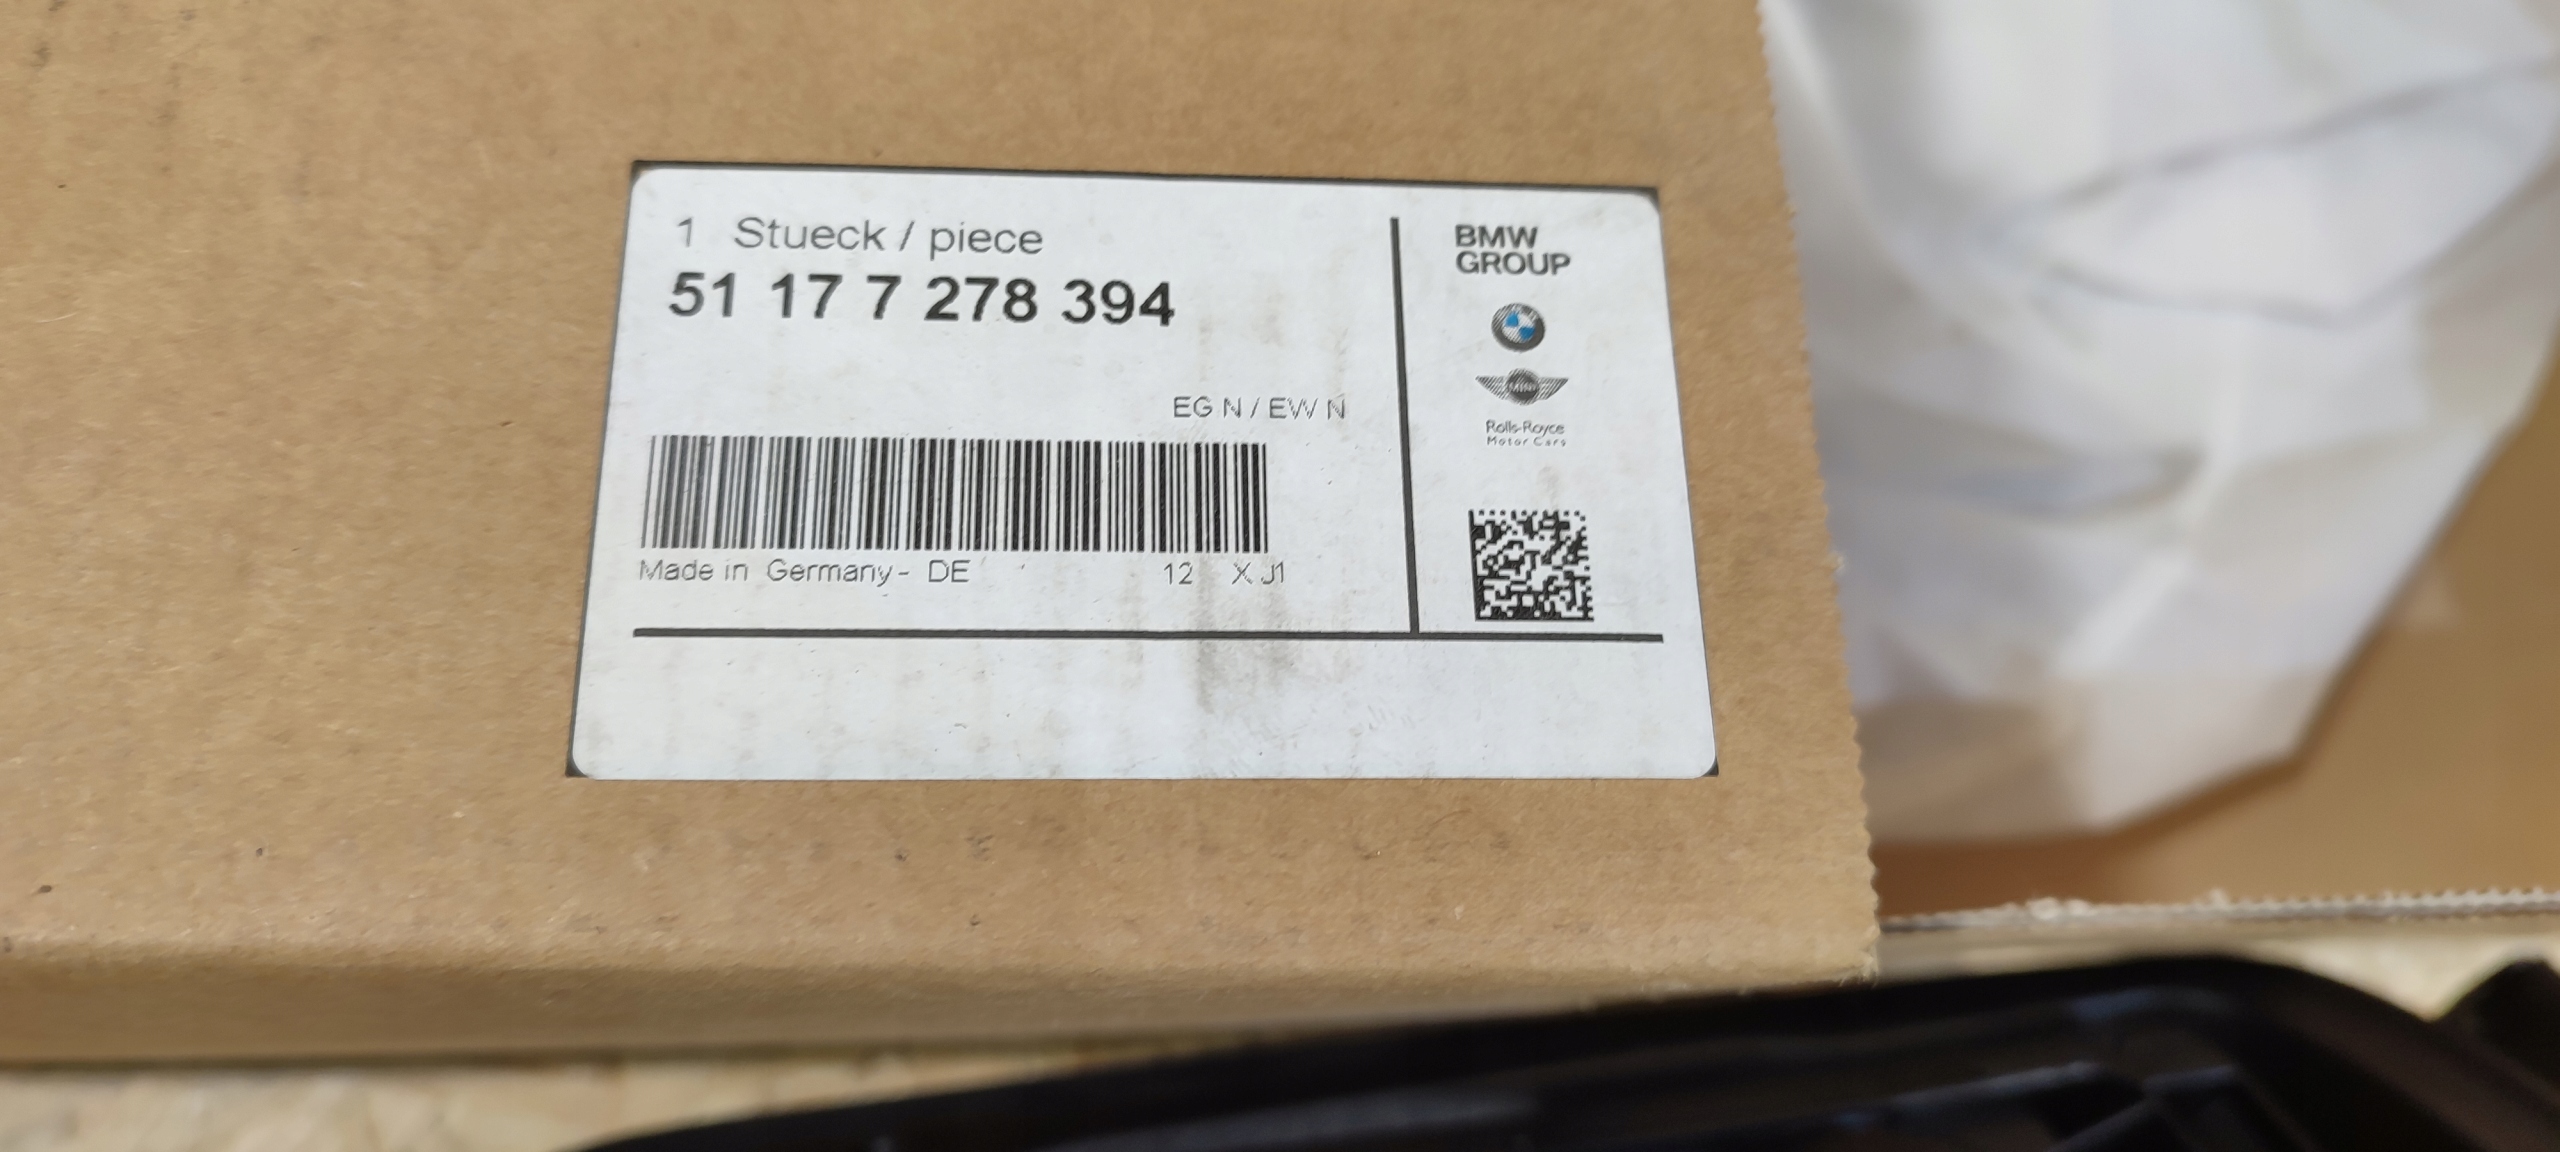 1 Stueck / piece
51 17 7 278 394
EG N / EW N
Made in Germany - DE 12 X J1
BMW
GROUP
MINI
Rolls-Royce
Motor Cars